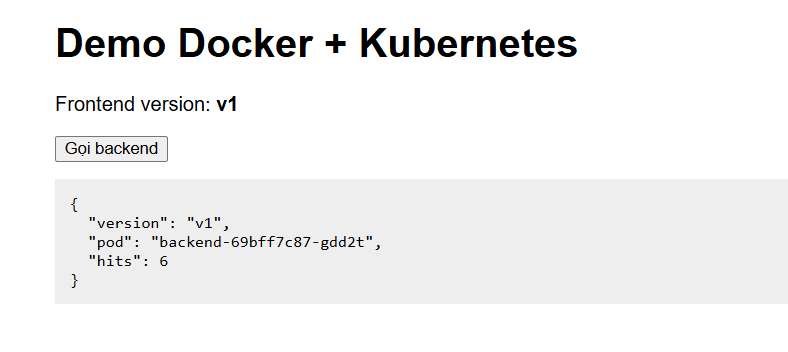 Demo Docker + Kubernetes
Frontend version: v1
Gọi backend
{
  "version": "v1",
  "pod": "backend-69bff7c87-gdd2t",
  "hits": 6
}